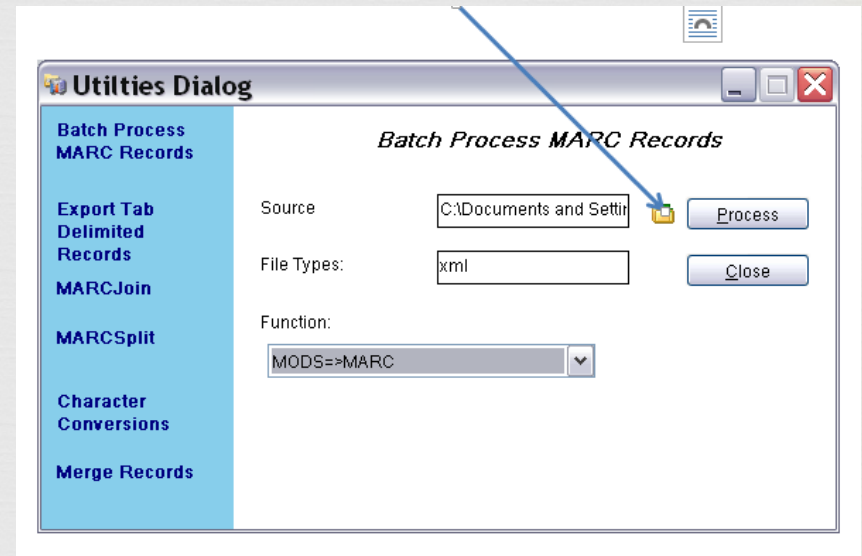 Utilties Dialog
Batch Process
MARC Records
Export Tab
Delimited
Records
MARCJoin
MARCSplit
Character
Conversions
Merge Records
Batch Process MARC Records
Source
C:\Documents and Settin
Process
File Types:
xml
Close
Function:
MODS=>MARC